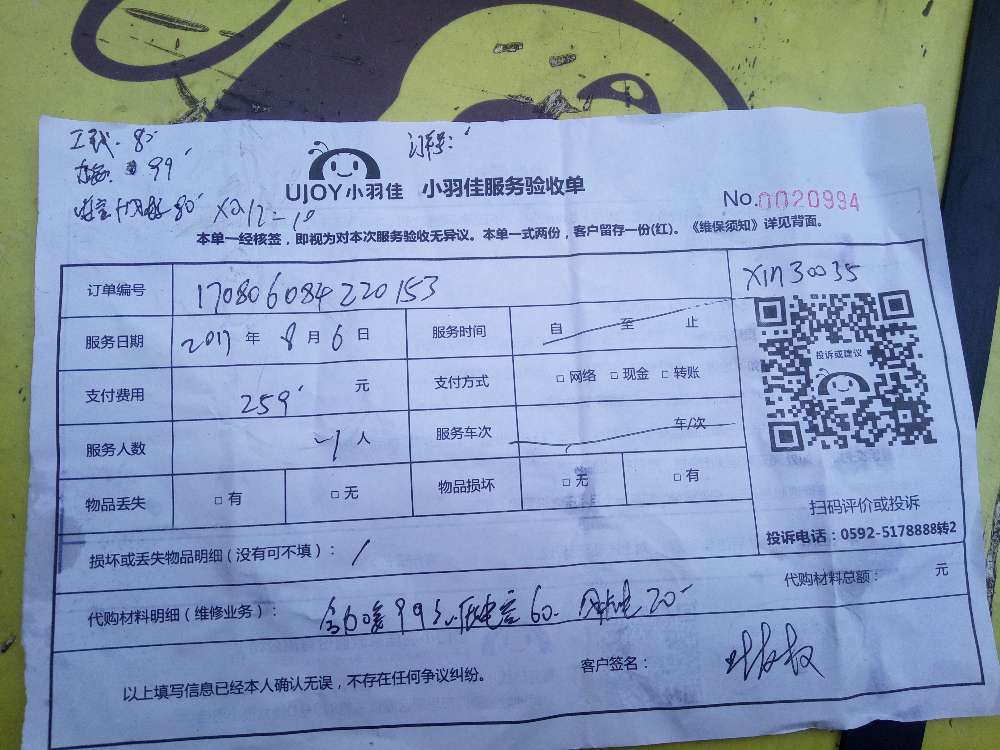 工钱. 80
99
80
订单号:
UJOY小羽佳 小羽佳服务验收单
No.0020994
本单一经核签，即视为对本次服务验收无异议。本单一式两份，客户留存一份(红)。《维保须知》详见背面。
订单编号 170806084220153
XM30035
服务日期 2017 年 8 月 6 日 服务时间 自 至 止
投诉或建议
支付费用 259 元 支付方式 □ 网络 □ 现金 □ 转账
服务人数 1 人 服务车次 车/次
物品丢失 □ 有 □ 无 物品损坏 □ 无 □ 有
扫码评价或投诉
投诉电话：0592-5178888转2
损坏或丢失物品明细（没有可不填）： /
代购材料明细（维修业务）： 99 60 20
代购材料总额： 元
以上填写信息已经本人确认无误，不存在任何争议纠纷。
客户签名：